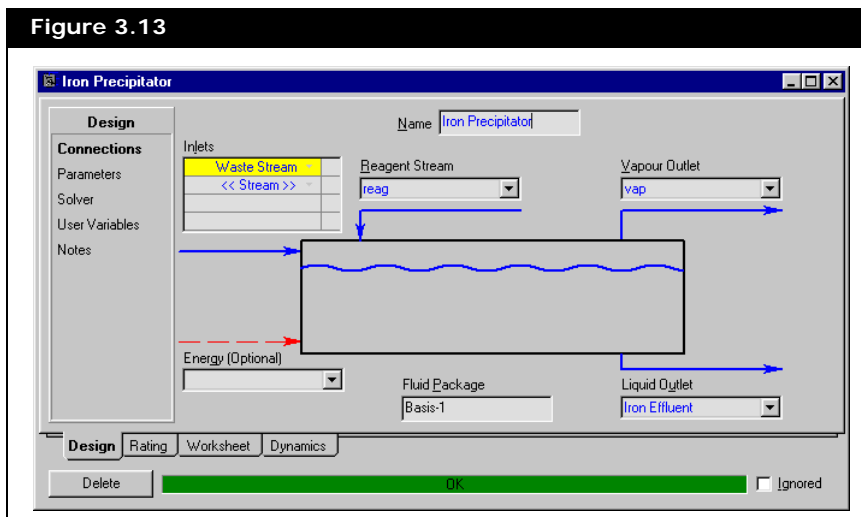 Figure 3.13
Iron Precipitator
Design
Connections
Parameters
Solver
User Variables
Notes
Name Iron Precipitator
Inlets
Waste Stream
<< Stream >>
Reagent Stream
reag
Vapour Outlet
vap
Energy (Optional)
Fluid Package
Basis-1
Liquid Outlet
Iron Effluent
Design Rating Worksheet Dynamics
Delete OK Ignored